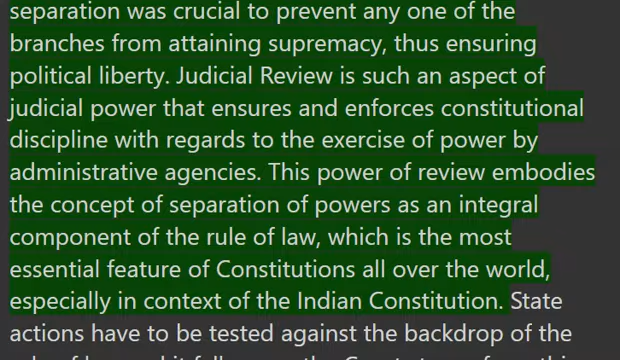 separation was crucial to prevent any one of the
branches from attaining supremacy, thus ensuring
political liberty. Judicial Review is such an aspect of
judicial power that ensures and enforces constitutional
discipline with regards to the exercise of power by
administrative agencies. This power of review embodies
the concept of separation of powers as an integral
component of the rule of law, which is the most
essential feature of Constitutions all over the world,
especially in context of the Indian Constitution. State
actions have to be tested against the backdrop of the